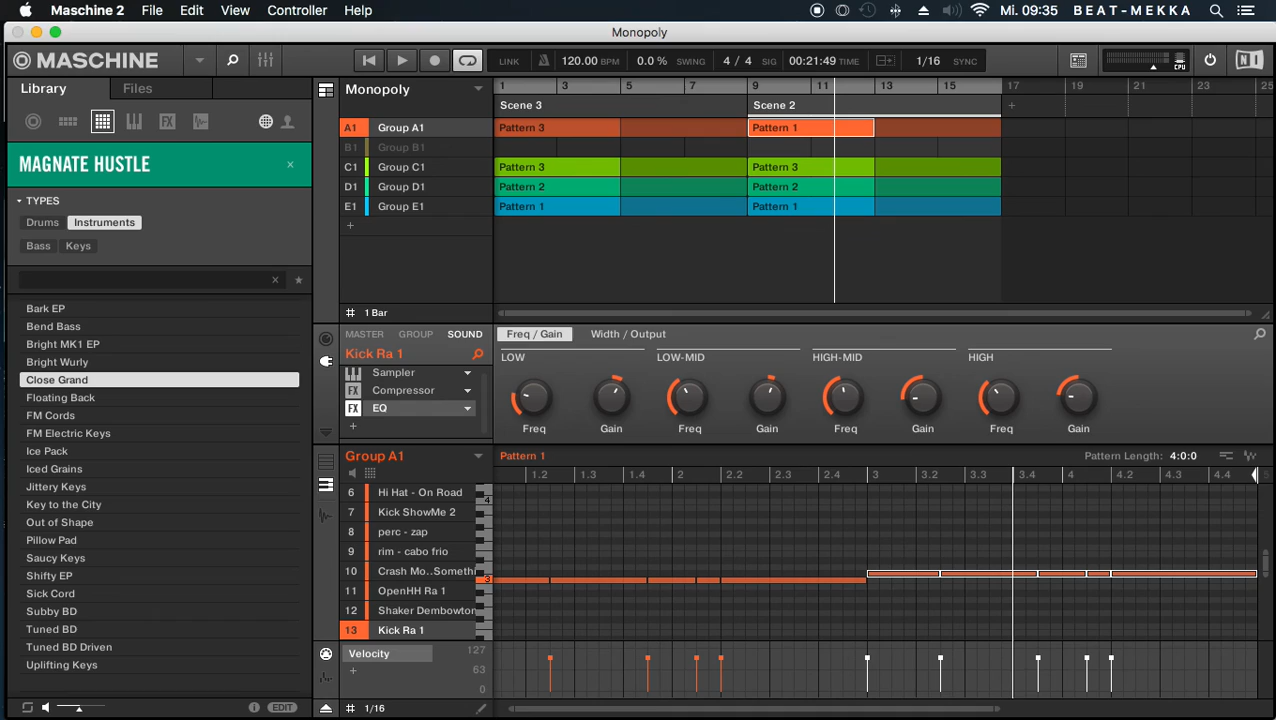 Maschine 2 File Edit View Controller Help Mi. 09:35 BEAT-MEKKA
Monopoly
MASCHINE LINK 120.00 BPM 0.0 % SWING 4 / 4 SIG 00:21:49 TIME 1/16 SYNC CPU NI
Library Files
MAGNATE HUSTLE
TYPES
Drums Instruments
Bass Keys
Bark EP
Bend Bass
Bright MK1 EP
Bright Wurly
Close Grand
Floating Back
FM Cords
FM Electric Keys
Ice Pack
Iced Grains
Jittery Keys
Key to the City
Out of Shape
Pillow Pad
Saucy Keys
Shifty EP
Sick Cord
Subby BD
Tuned BD
Tuned BD Driven
Uplifting Keys
EDIT
Monopoly 1 3 5 7 9 11 13 15 17 19 21 23 25
Scene 3 Scene 2
A1 Group A1 Pattern 3 Pattern 1
B1 Group B1
C1 Group C1 Pattern 3 Pattern 3
D1 Group D1 Pattern 2 Pattern 2
E1 Group E1 Pattern 1 Pattern 1
1 Bar
MASTER GROUP SOUND Freq / Gain Width / Output
Kick Ra 1 LOW LOW-MID HIGH-MID HIGH
Sampler
FX Compressor
FX EQ
Freq Gain Freq Gain Freq Gain Freq Gain
Group A1 Pattern 1 Pattern Length: 4:0:0
1.2 1.3 1.4 2 2.2 2.3 2.4 3 3.2 3.3 3.4 4 4.2 4.3 4.4 5
6 Hi Hat - On Road 4
7 Kick ShowMe 2
8 perc - zap
9 rim - cabo frio
10 Crash Mo..Somethi 3
11 OpenHH Ra 1
12 Shaker Dembowton
13 Kick Ra 1
Velocity 127
63
0
1/16